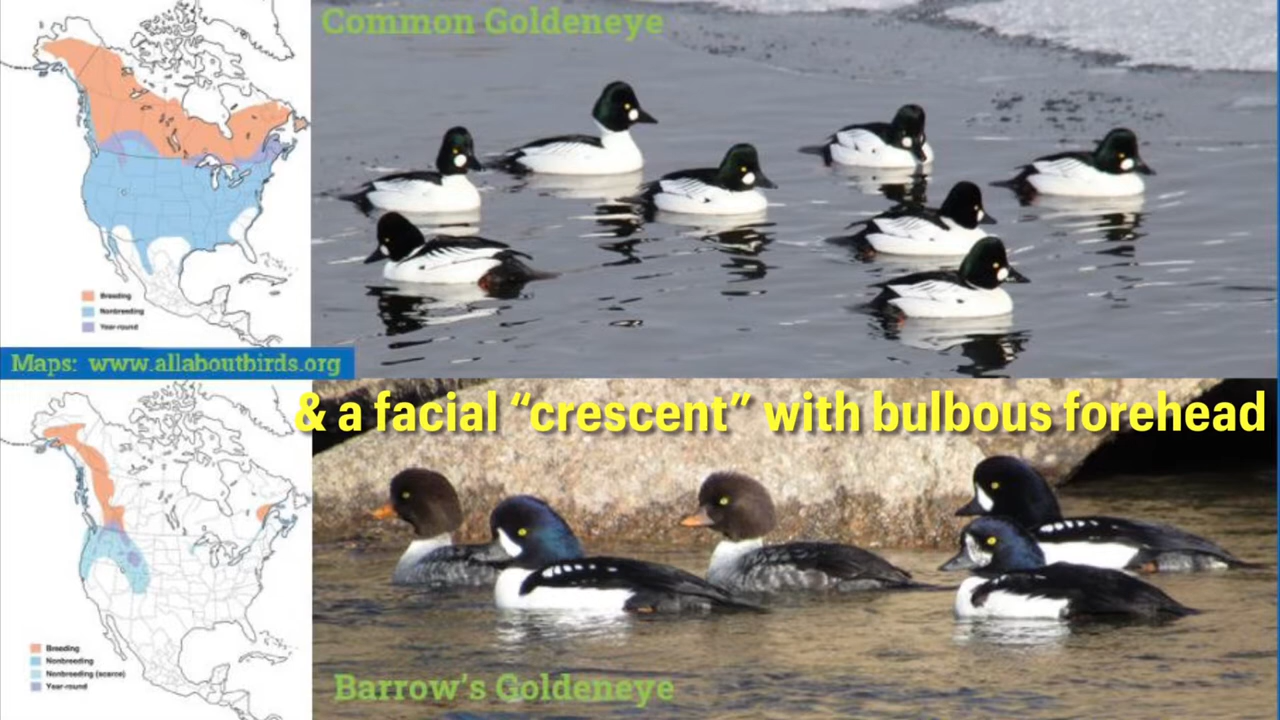 Common Goldeneye
Breeding
Nonbreeding
Year-round
Maps: www.allaboutbirds.org
& a facial “crescent” with bulbous forehead
Breeding
Nonbreeding
Nonbreeding (scarce)
Year-round
Barrow's Goldeneye